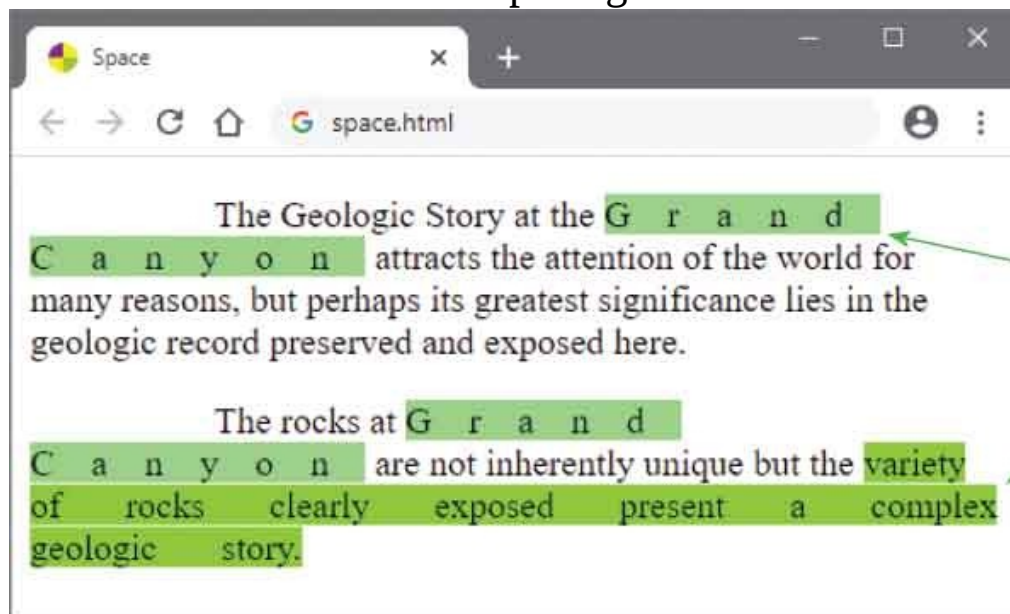 Space
space.html
The Geologic Story at the G r a n d
C a n y o n attracts the attention of the world for
many reasons, but perhaps its greatest significance lies in the
geologic record preserved and exposed here.
The rocks at G r a n d
C a n y o n are not inherently unique but the variety
of rocks clearly exposed present a complex
geologic story.